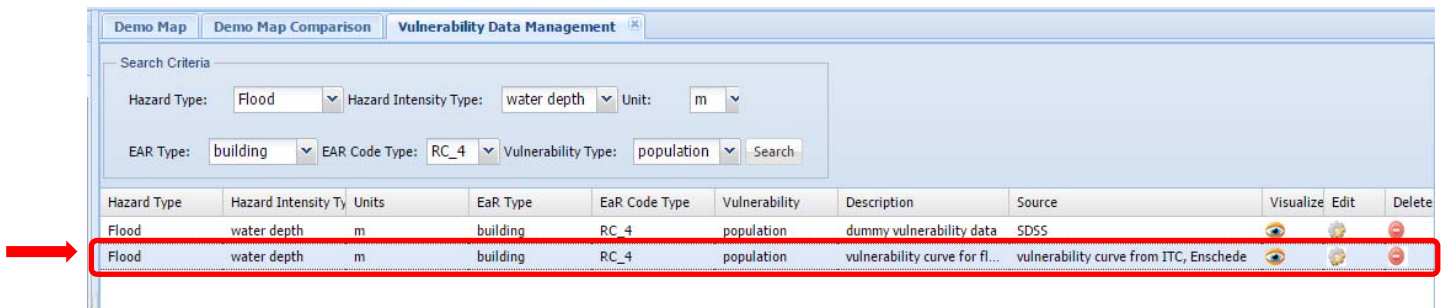 Demo Map Demo Map Comparison Vulnerability Data Management
Search Criteria
Hazard Type: Flood Hazard Intensity Type: water depth Unit: m
EAR Type: building EAR Code Type: RC_4 Vulnerability Type: population Search
Hazard Type Hazard Intensity Ty Units EaR Type EaR Code Type Vulnerability Description Source Visualize Edit Delete
Flood water depth m building RC_4 population dummy vulnerability data SDSS
Flood water depth m building RC_4 population vulnerability curve for fl... vulnerability curve from ITC, Enschede